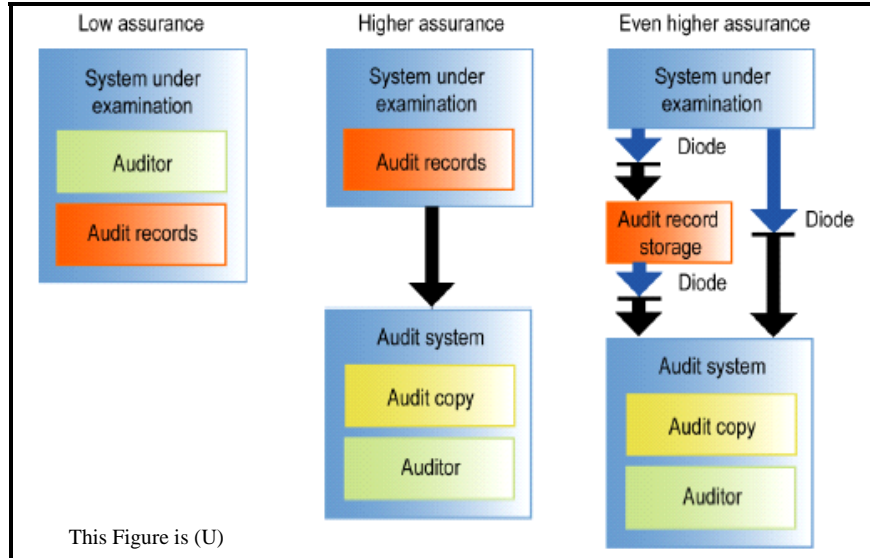 Low assurance
System under
examination
Auditor
Audit records
Higher assurance
System under
examination
Audit records
Audit system
Audit copy
Auditor
Even higher assurance
System under
examination
Diode
Audit record
storage
Diode
Diode
Audit system
Audit copy
Auditor
This Figure is (U)